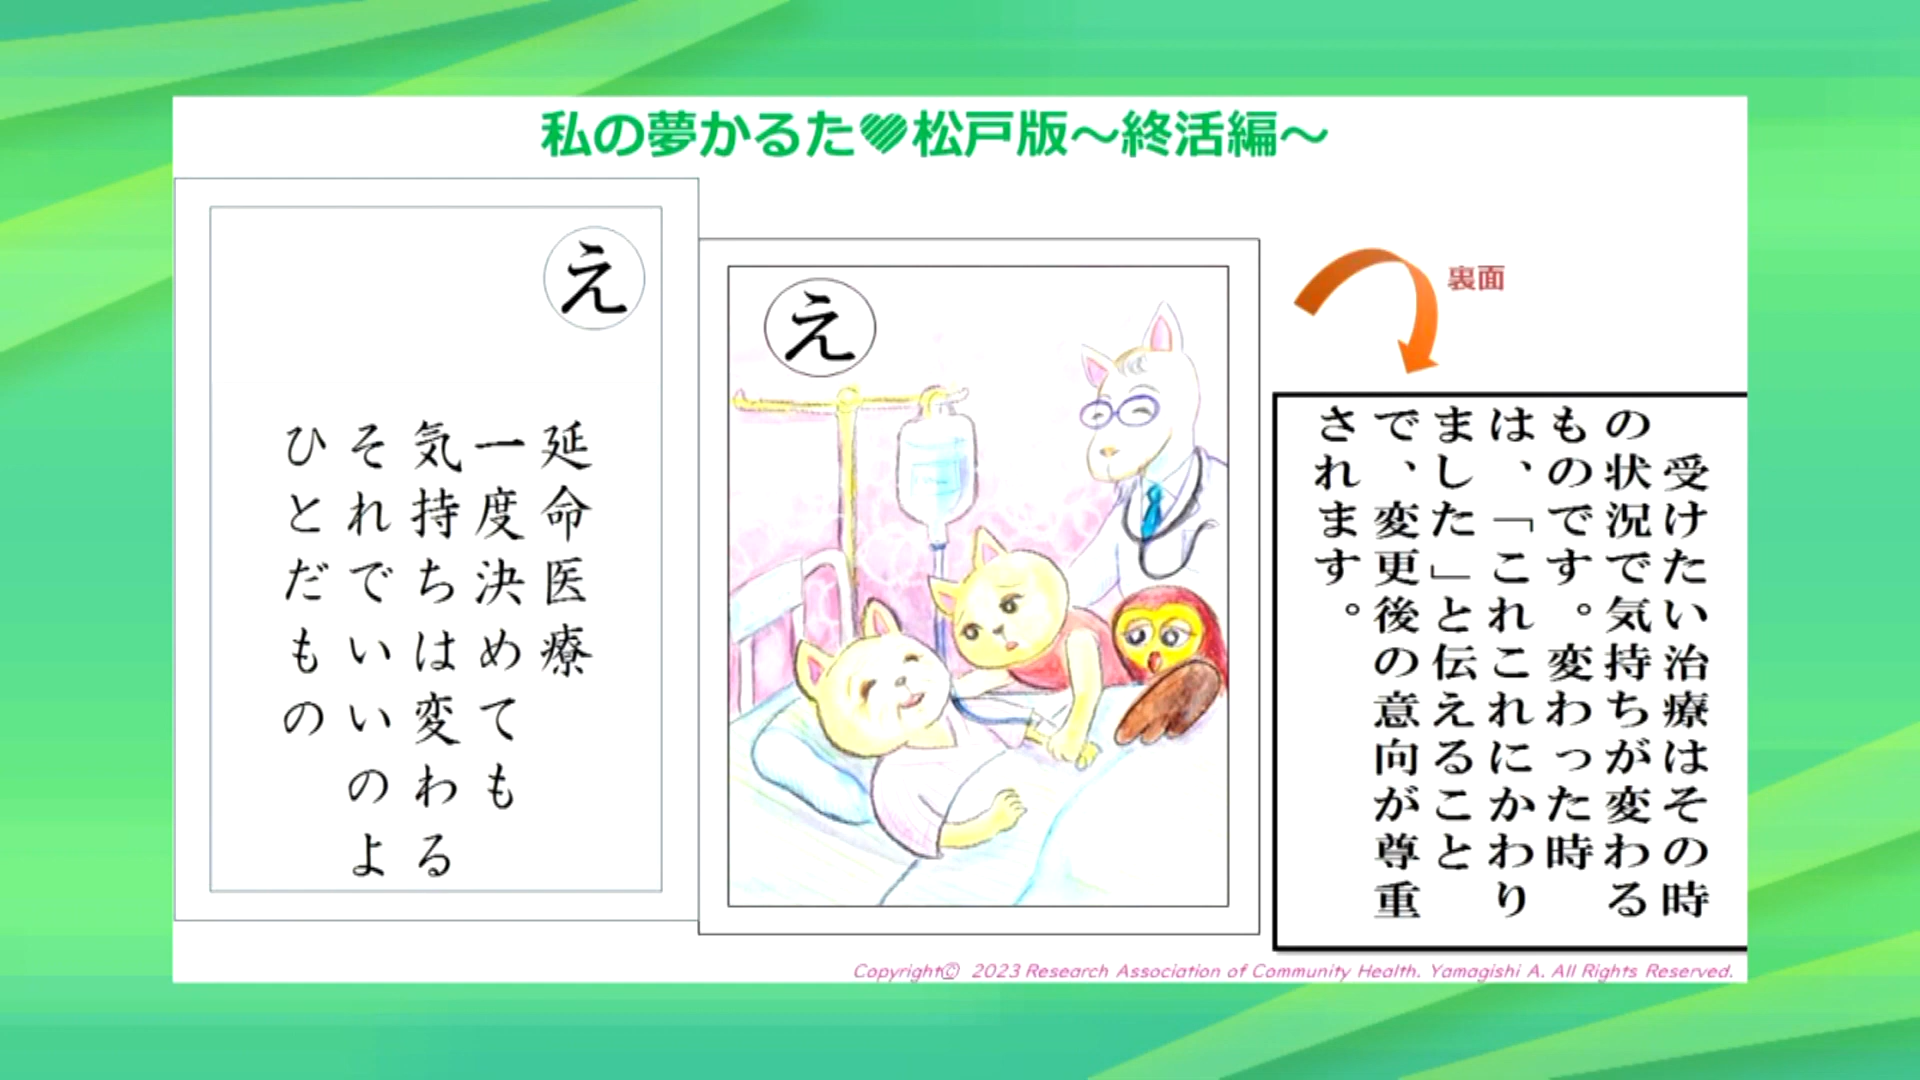 私の夢かるた💚松戸版～終活編～
え
延命医療
一度決めても
気持ちは変わる
それでいいのよ
ひとだもの
え
裏面
受けたい治療はその時
の状況で気持ちが変わる
ものです。変わった時
は、「これこれにかわり
ました」と伝えること
で、変更後の意向が尊重
されます。
Copyright© 2023 Research Association of Community Health. Yamagishi A. All Rights Reserved.